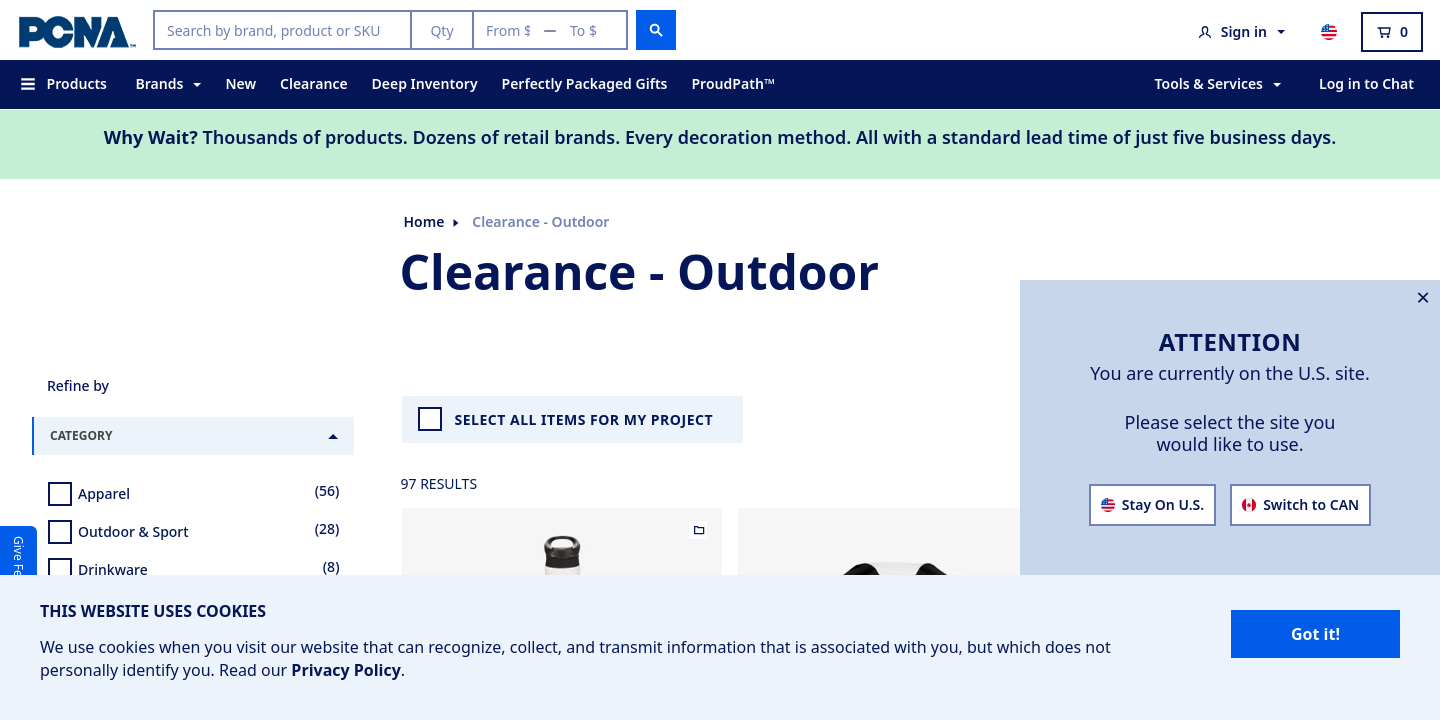 PCNA™
Search by brand, product or SKU
Qty
From $
To $
Sign in
0
Products
Brands
New
Clearance
Deep Inventory
Perfectly Packaged Gifts
ProudPath™
Tools & Services
Log in to Chat
Why Wait? Thousands of products. Dozens of retail brands. Every decoration method. All with a standard lead time of just five business days.
Home
Clearance - Outdoor
Clearance - Outdoor
ATTENTION
You are currently on the U.S. site.
Please select the site you
would like to use.
Stay On U.S.
Switch to CAN
Refine by
CATEGORY
SELECT ALL ITEMS FOR MY PROJECT
97 RESULTS
Apparel (56)
Outdoor & Sport (28)
Drinkware (8)
Give Fe
THIS WEBSITE USES COOKIES
We use cookies when you visit our website that can recognize, collect, and transmit information that is associated with you, but which does not
personally identify you. Read our Privacy Policy.
Got it!